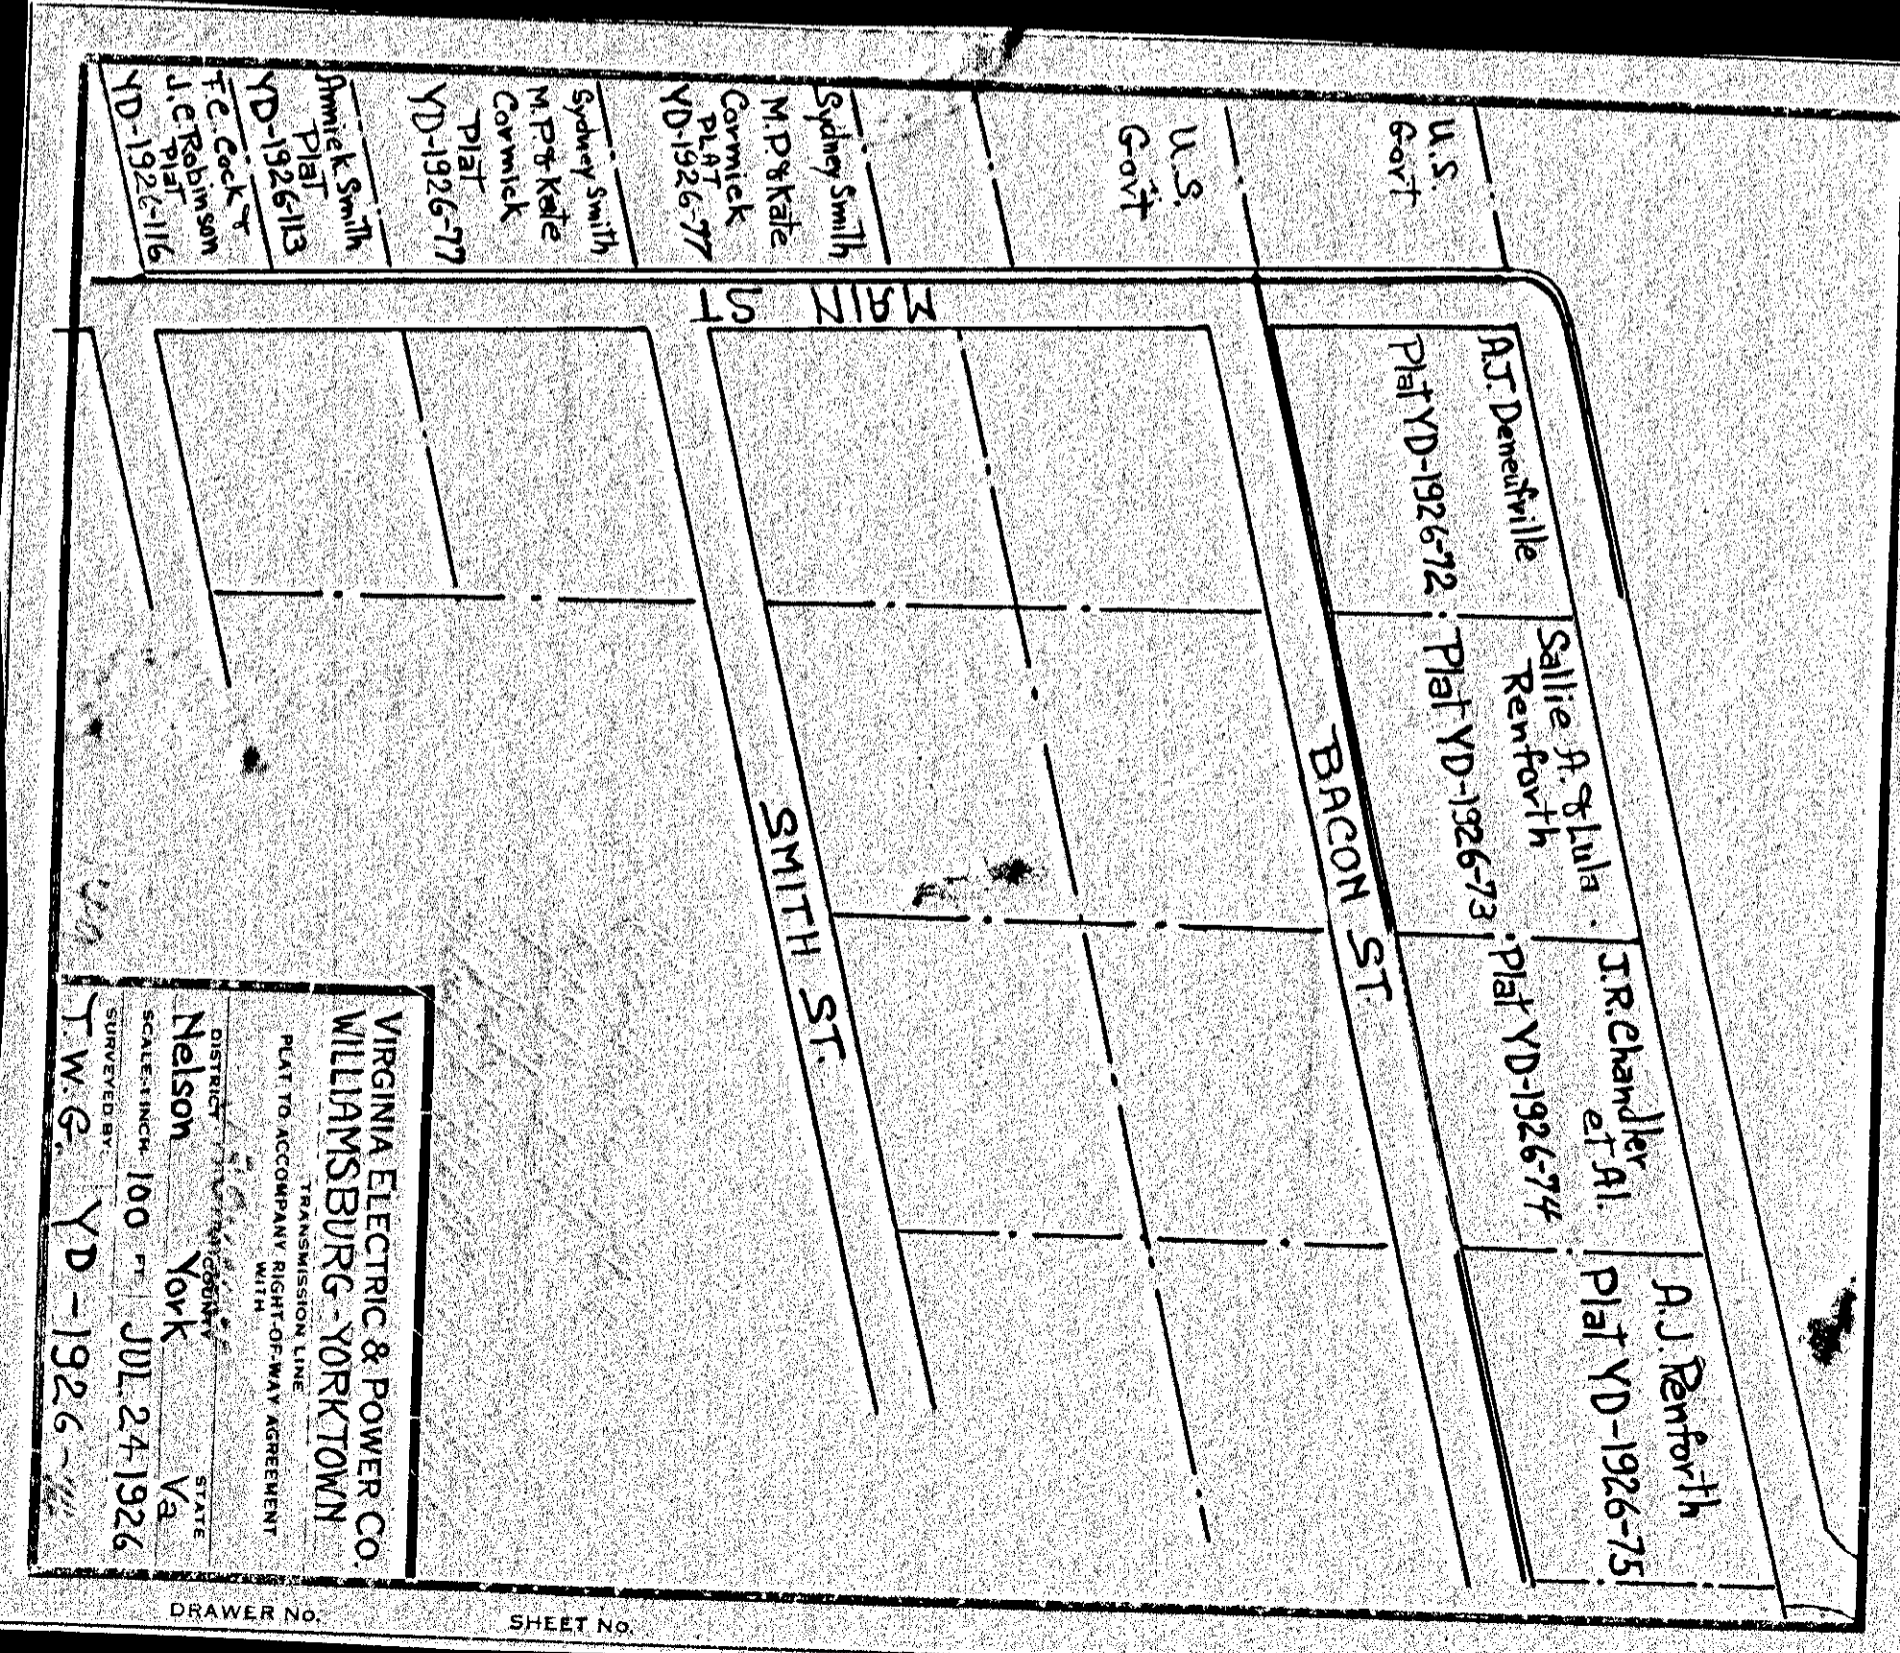 U.S.
Gov't
U.S.
Gov't
Sydney Smith
M.P & Kate
Cormick
PLAT
YD-1926-77
Sydney Smith
M.P & Kate
Cormick
Plat
YD-1926-77
Annie K Smith
Plat
YD-1926-113
F.C. Cock &
J.C Robinson
Plat
YD-1926-116
MAIN ST
A.J. Deneufville
Plat YD-1926-72
Sallie A. & Lula
Renforth
Plat YD-1926-73
J.R. Chandler
et Al.
Plat YD-1926-74
A.J. Renforth
Plat YD-1926-75
BACON ST
SMITH ST.
VIRGINIA ELECTRIC & POWER CO.
WILLIAMSBURG-YORKTOWN
TRANSMISSION LINE
PLAT TO ACCOMPANY RIGHT-OF-WAY AGREEMENT
WITH
DISTRICT COUNTY STATE
Nelson York Va
SCALE-1 INCH- 100 FT. JUL. 24-1926
SURVEYED BY:
T.W.G. YD-1926-
DRAWER NO.
SHEET NO.